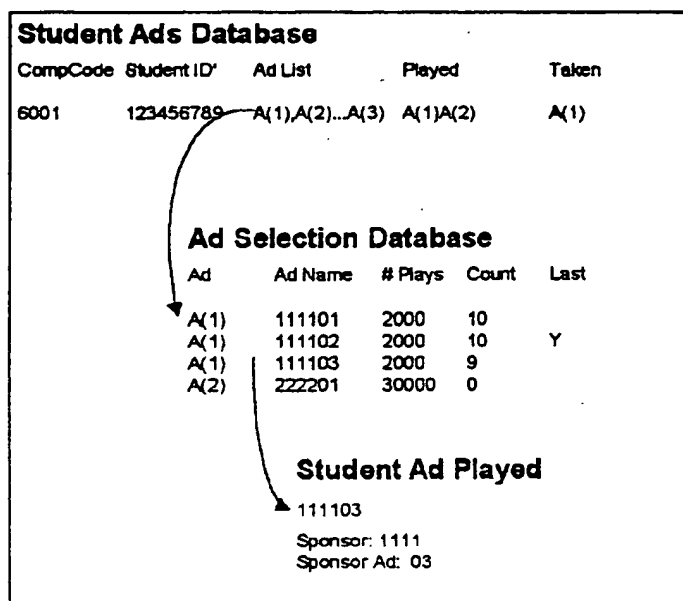 Student Ads Database
CompCode Student ID' Ad List Played Taken
6001 123456789 A(1),A(2)...A(3) A(1)A(2) A(1)
Ad Selection Database
Ad Ad Name # Plays Count Last
A(1) 111101 2000 10
A(1) 111102 2000 10 Y
A(1) 111103 2000 9
A(2) 222201 30000 0
Student Ad Played
111103
Sponsor: 1111
Sponsor Ad: 03